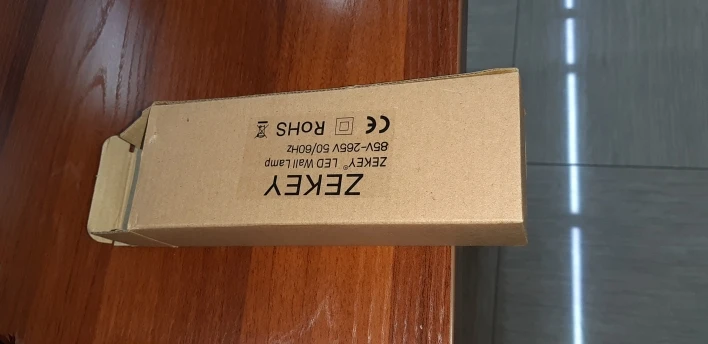 ZEKEY
ZEKEY® LED Wall Lamp
85V-265V 50/60Hz
CE RoHS